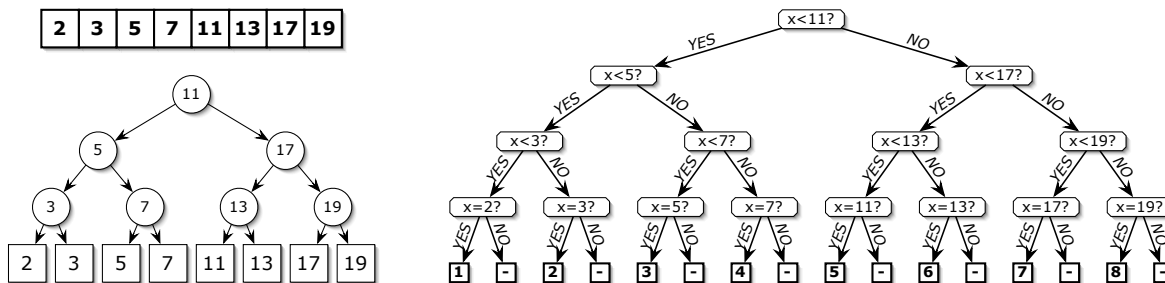 2 3 5 7 11 13 17 19
11
5 17
3 7 13 19
2 3 5 7 11 13 17 19
x<11?
YES NO
x<5? x<17?
YES NO YES NO
x<3? x<7? x<13? x<19?
YES NO YES NO YES NO YES NO
x=2? x=3? x=5? x=7? x=11? x=13? x=17? x=19?
YES NO YES NO YES NO YES NO YES NO YES NO YES NO YES NO
1 - 2 - 3 - 4 - 5 - 6 - 7 - 8 -